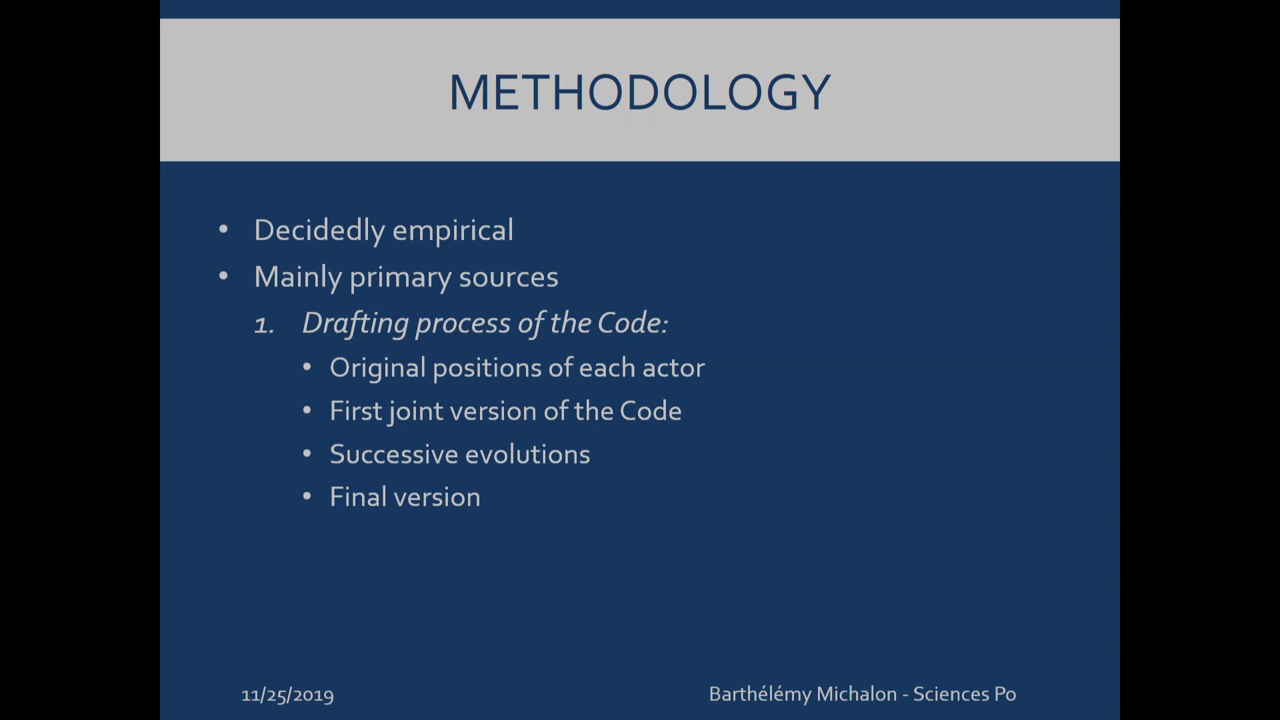 METHODOLOGY
• Decidedly empirical
• Mainly primary sources
1. Drafting process of the Code:
• Original positions of each actor
• First joint version of the Code
• Successive evolutions
• Final version
11/25/2019
Barthélémy Michalon - Sciences Po